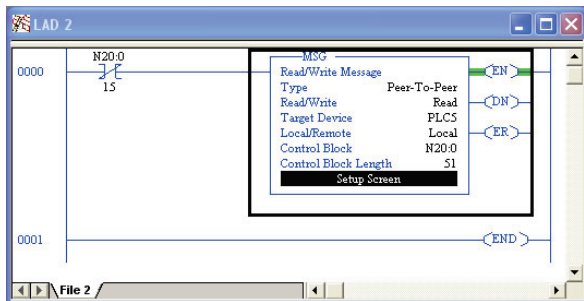 LAD 2
0000
N20:0
15
MSG
Read/Write Message
Type Peer-To-Peer
Read/Write Read
Target Device PLC5
Local/Remote Local
Control Block N20:0
Control Block Length 51
Setup Screen
EN
DN
ER
0001
END
File 2